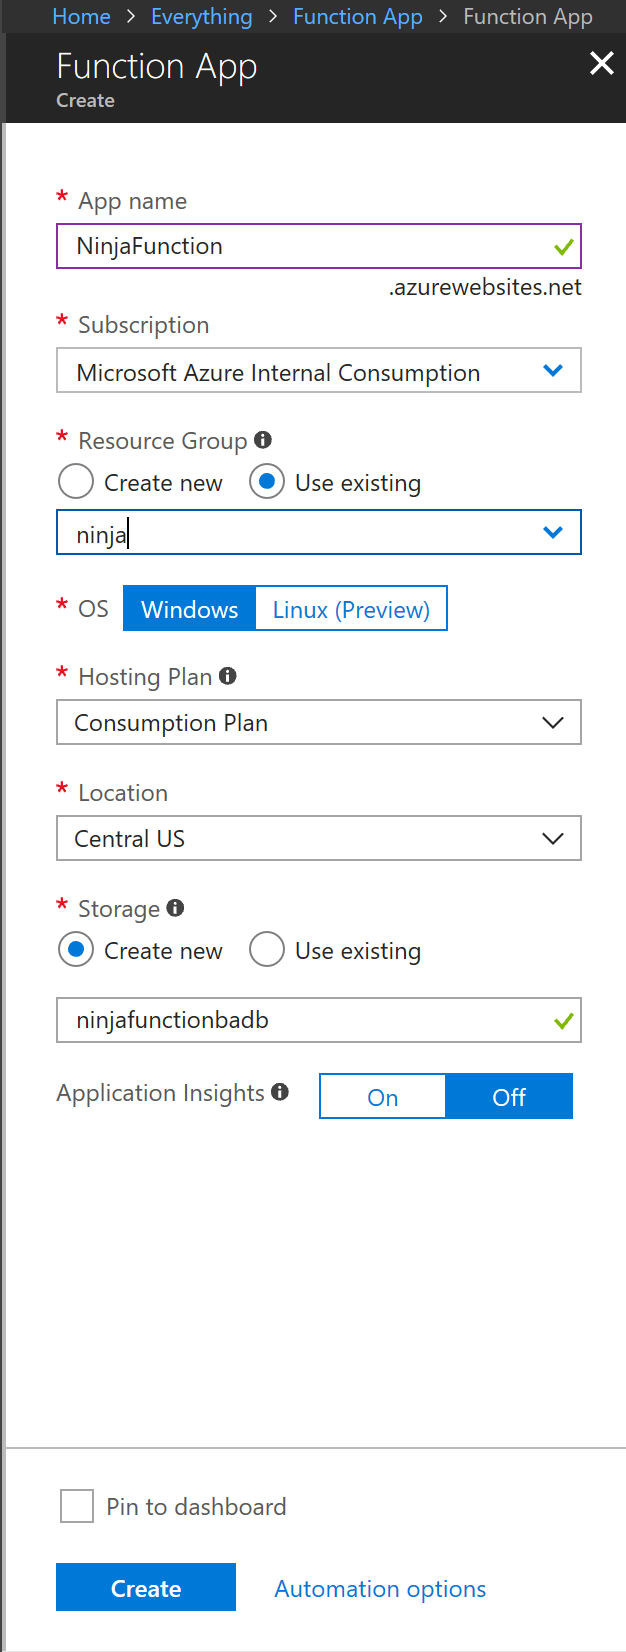 Home > Everything > Function App > Function App
Function App
Create
* App name
NinjaFunction
.azurewebsites.net
* Subscription
Microsoft Azure Internal Consumption
* Resource Group
Create new Use existing
ninja
* OS Windows Linux (Preview)
* Hosting Plan
Consumption Plan
* Location
Central US
* Storage
Create new Use existing
ninjafunctionbadb
Application Insights On Off
Pin to dashboard
Create Automation options